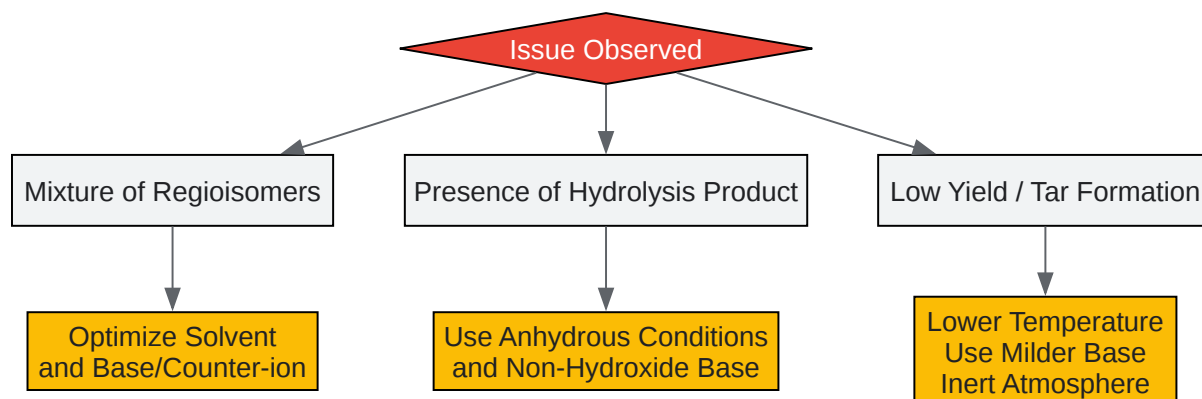 Issue Observed
Mixture of Regioisomers
Presence of Hydrolysis Product
Low Yield / Tar Formation
Optimize Solvent
and Base/Counter-ion
Use Anhydrous Conditions
and Non-Hydroxide Base
Lower Temperature
Use Milder Base
Inert Atmosphere